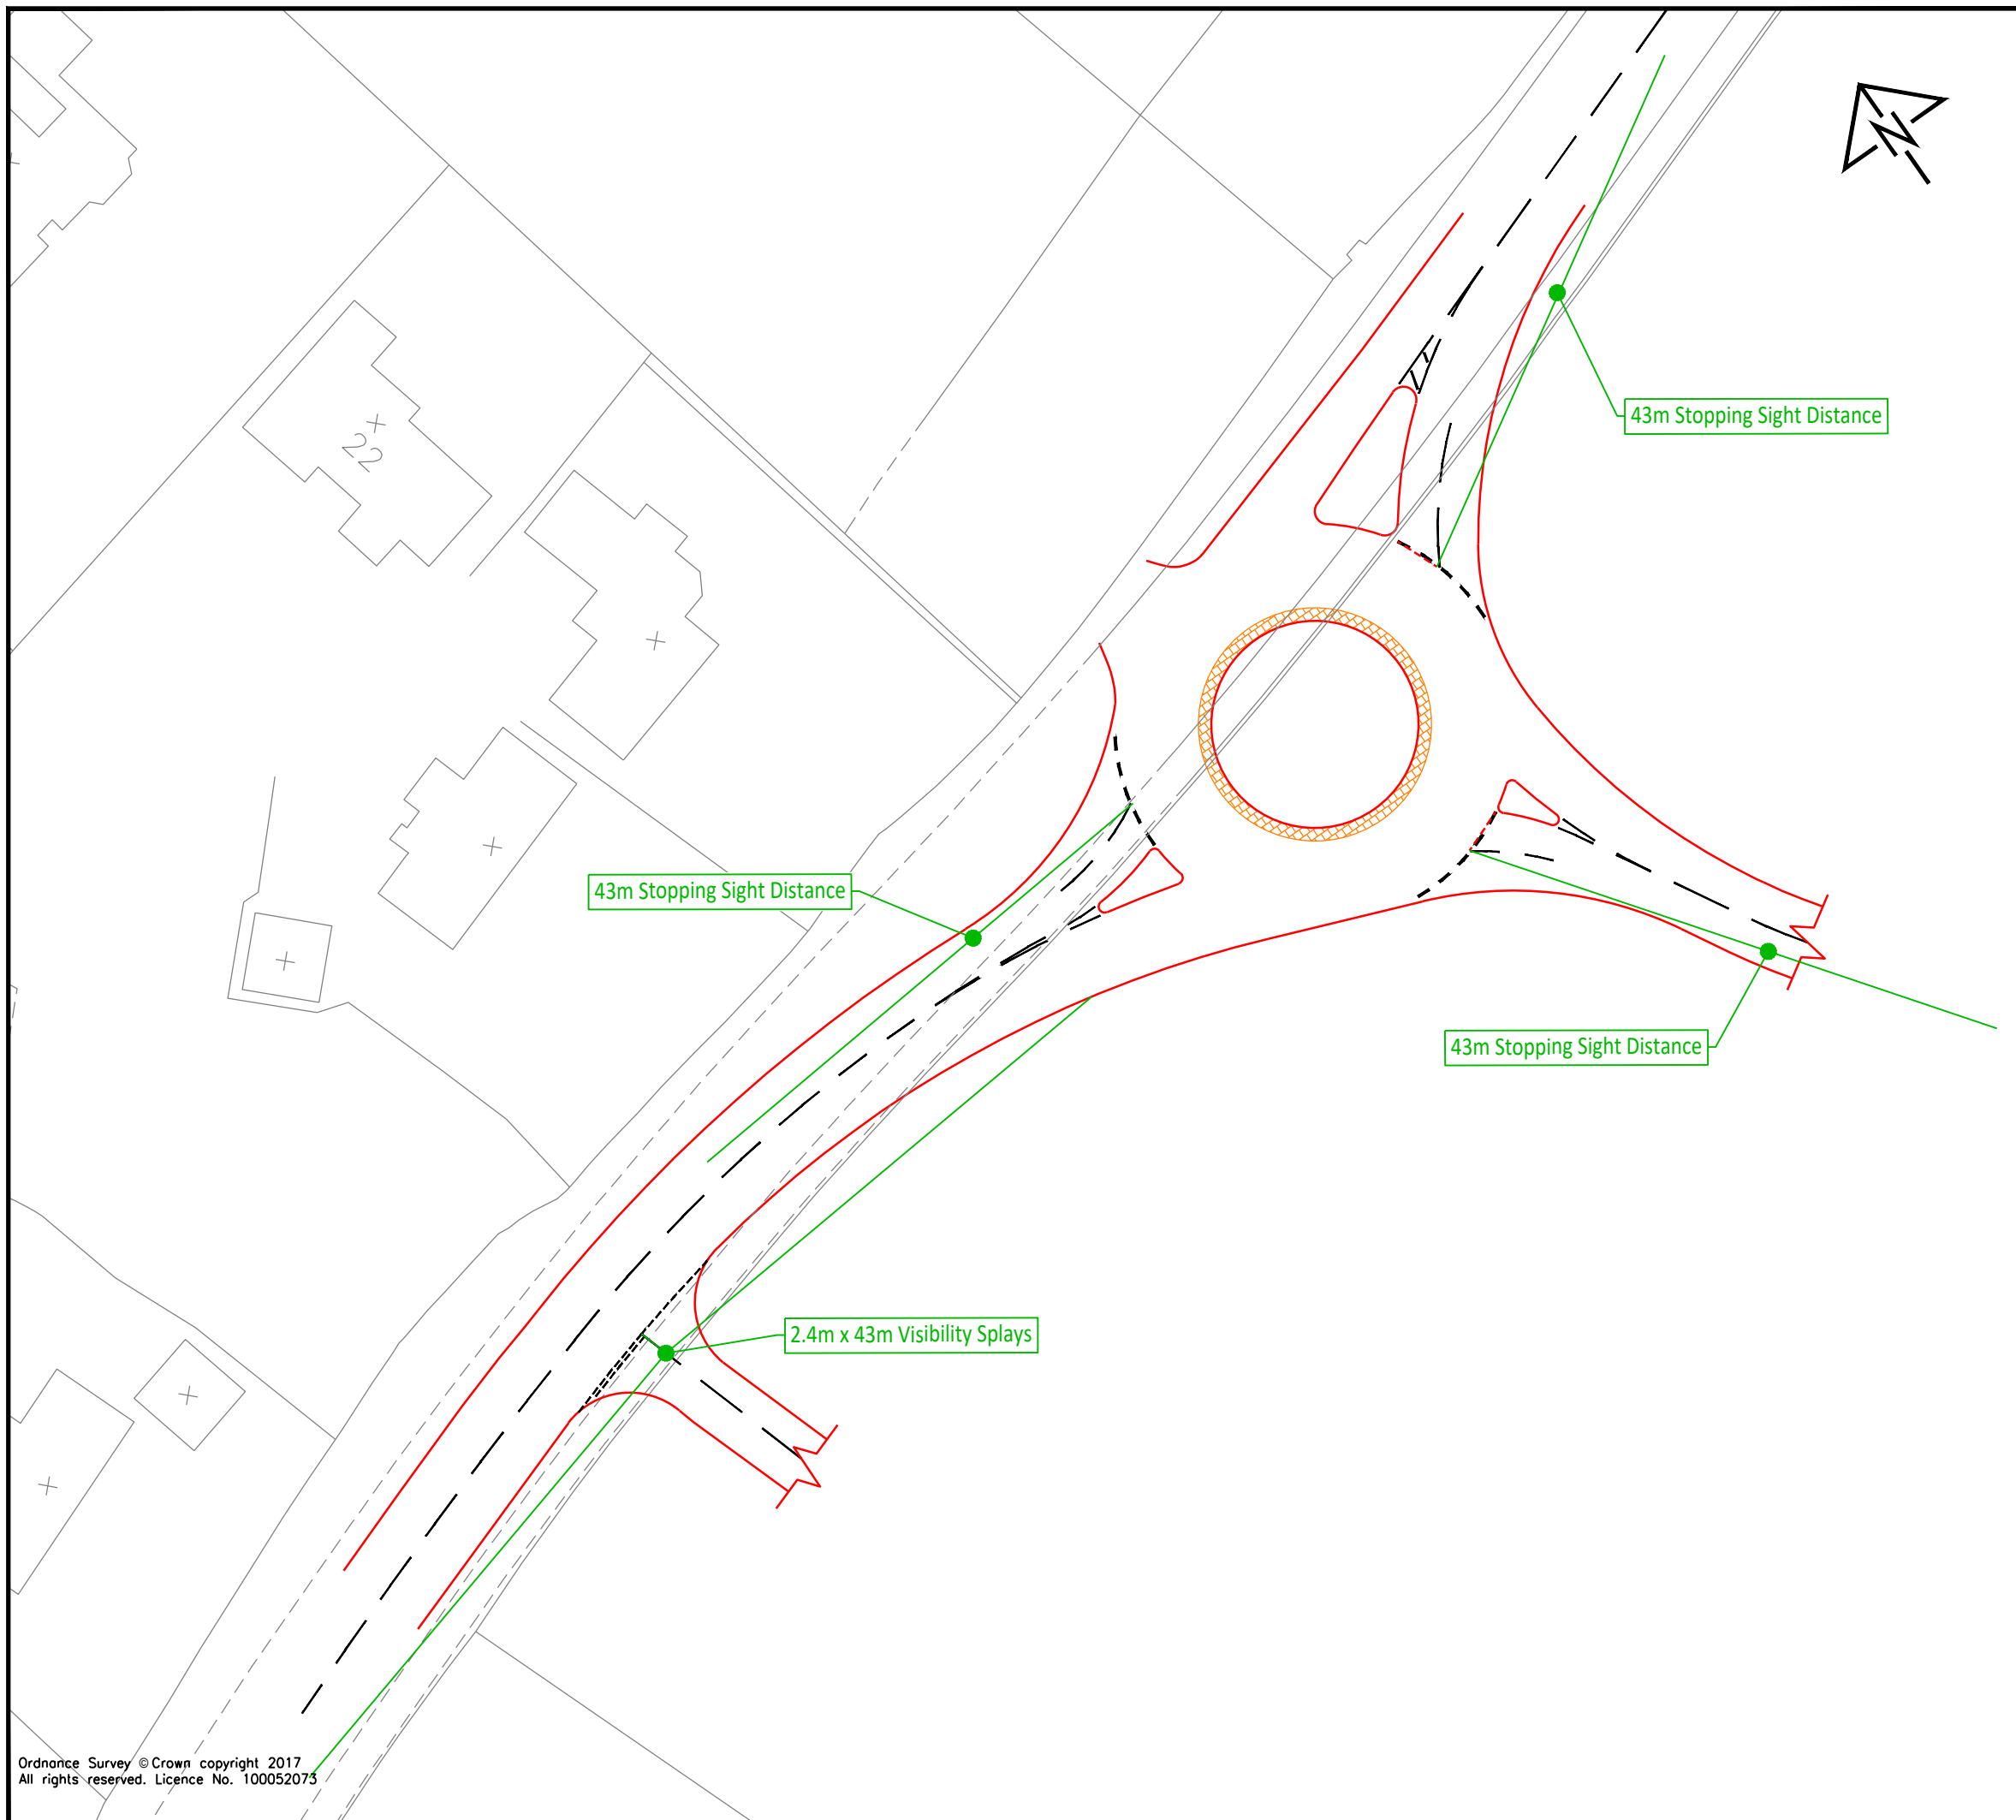 N
43m Stopping Sight Distance
22
43m Stopping Sight Distance
43m Stopping Sight Distance
2.4m x 43m Visibility Splays
Ordnance Survey © Crown copyright 2017
All rights reserved. Licence No. 100052073